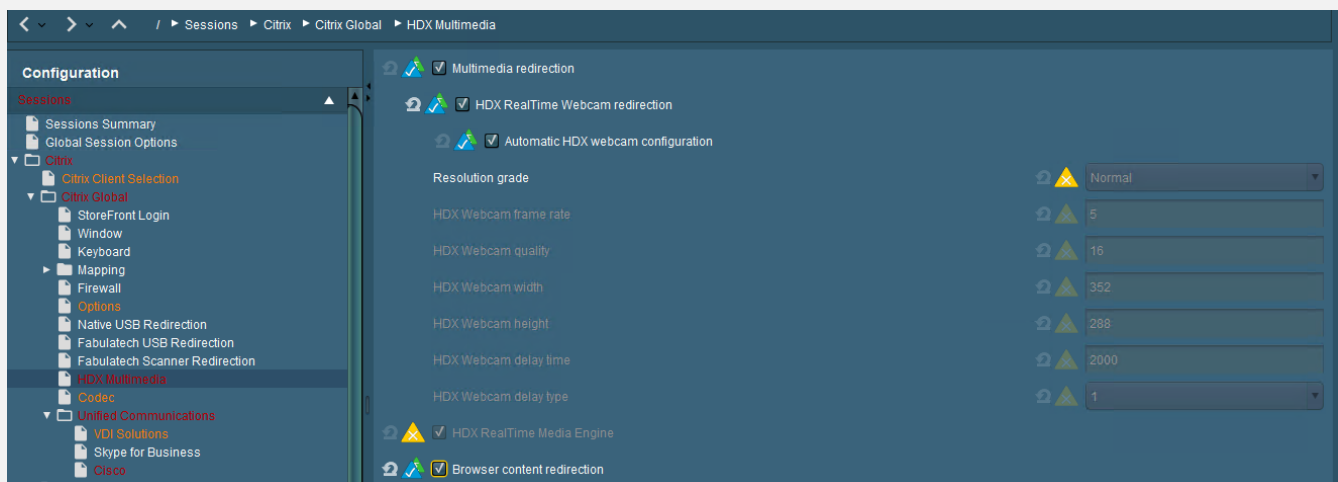 / Sessions Citrix Citrix Global HDX Multimedia
Configuration
Sessions
Sessions Summary
Global Session Options
Citrix
Citrix Client Selection
Citrix Global
StoreFront Login
Window
Keyboard
Mapping
Firewall
Options
Native USB Redirection
Fabulatech USB Redirection
Fabulatech Scanner Redirection
HDX Multimedia
Codec
Unified Communications
VDI Solutions
Skype for Business
Cisco
Multimedia redirection
HDX RealTime Webcam redirection
Automatic HDX webcam configuration
Resolution grade Normal
HDX Webcam frame rate 5
HDX Webcam quality 16
HDX Webcam width 352
HDX Webcam height 288
HDX Webcam delay time 2000
HDX Webcam delay type 1
HDX RealTime Media Engine
Browser content redirection